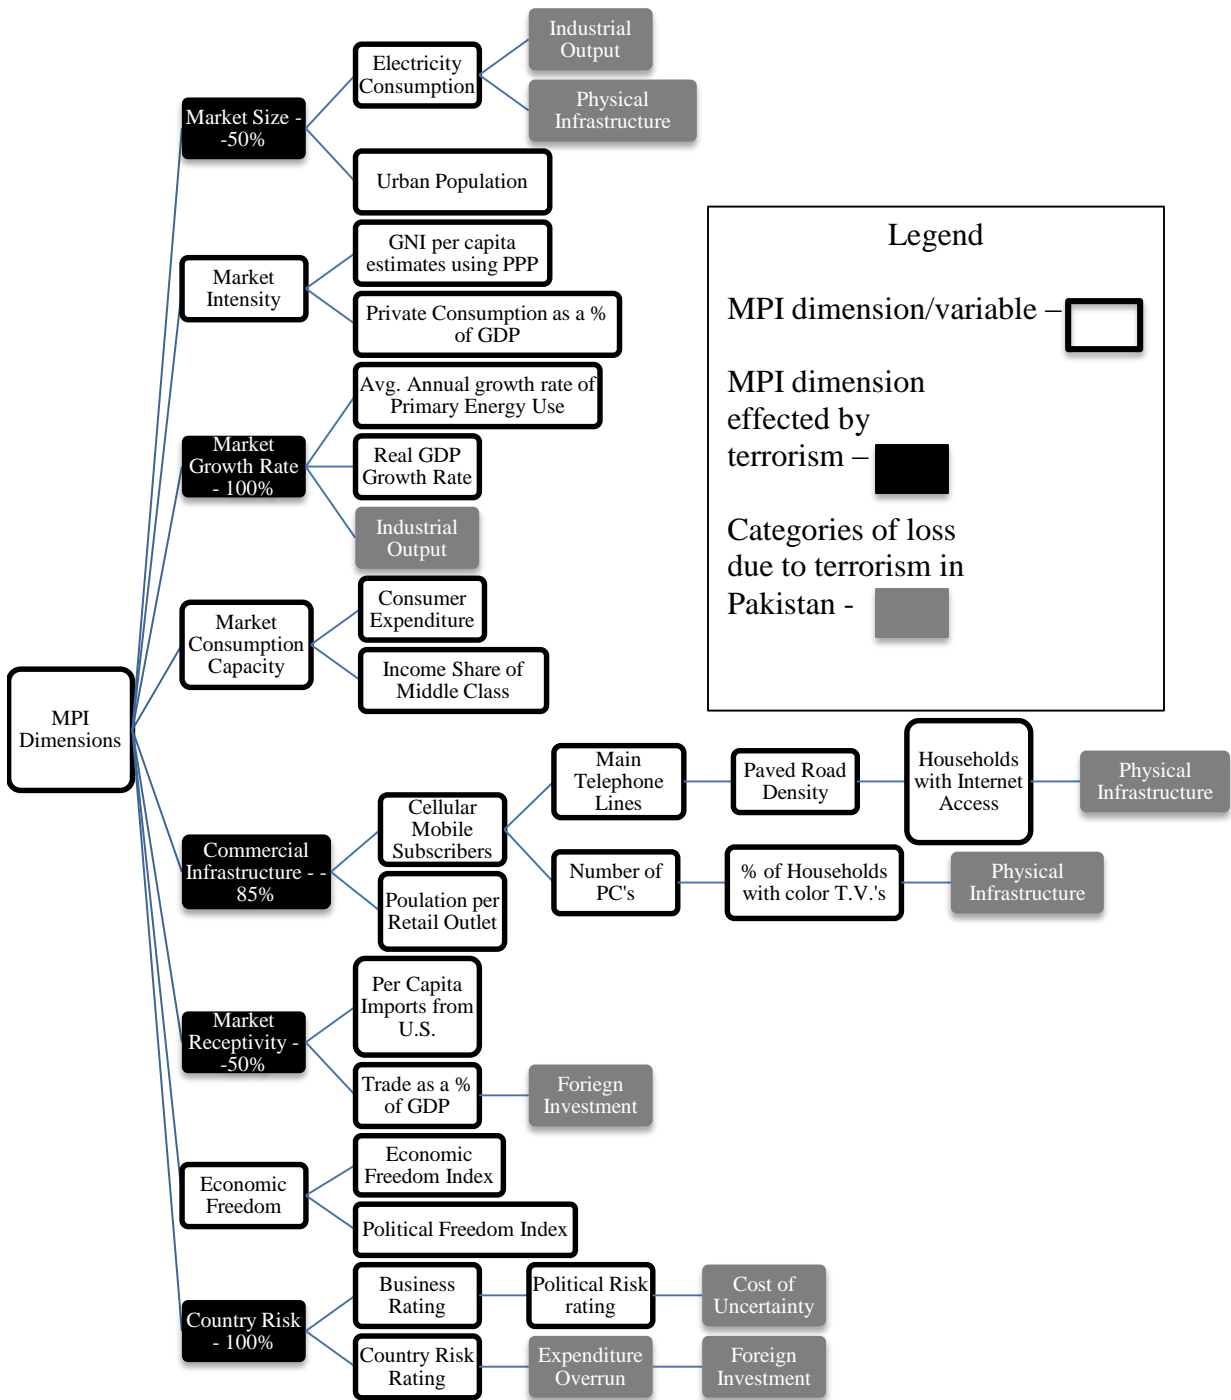 MPI
Dimensions
Market Size -
-50%
Electricity
Consumption
Industrial
Output
Physical
Infrastructure
Urban Population
Market
Intensity
GNI per capita
estimates using PPP
Private Consumption as a %
of GDP
Market
Growth Rate
- 100%
Avg. Annual growth rate of
Primary Energy Use
Real GDP
Growth Rate
Industrial
Output
Market
Consumption
Capacity
Consumer
Expenditure
Income Share of
Middle Class
Commercial
Infrastructure - -
85%
Cellular
Mobile
Subscribers
Main
Telephone
Lines
Paved Road
Density
Households
with Internet
Access
Physical
Infrastructure
Number of
PC's
% of Households
with color T.V.'s
Physical
Infrastructure
Poulation per
Retail Outlet
Market
Receptivity -
-50%
Per Capita
Imports from
U.S.
Trade as a %
of GDP
Foriegn
Investment
Economic
Freedom
Economic
Freedom Index
Political Freedom Index
Country Risk
- 100%
Business
Rating
Political Risk
rating
Cost of
Uncertainty
Country Risk
Rating
Expenditure
Overrun
Foreign
Investment
Legend
MPI dimension/variable –
MPI dimension
effected by
terrorism –
Categories of loss
due to terrorism in
Pakistan -